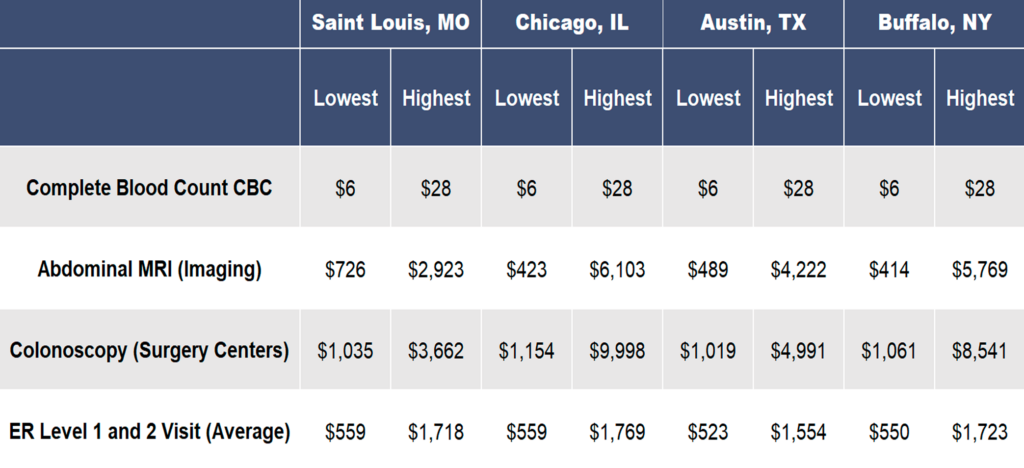 Saint Louis, MO Chicago, IL Austin, TX Buffalo, NY
Lowest Highest Lowest Highest Lowest Highest Lowest Highest
Complete Blood Count CBC $6 $28 $6 $28 $6 $28 $6 $28
Abdominal MRI (Imaging) $726 $2,923 $423 $6,103 $489 $4,222 $414 $5,769
Colonoscopy (Surgery Centers) $1,035 $3,662 $1,154 $9,998 $1,019 $4,991 $1,061 $8,541
ER Level 1 and 2 Visit (Average) $559 $1,718 $559 $1,769 $523 $1,554 $550 $1,723